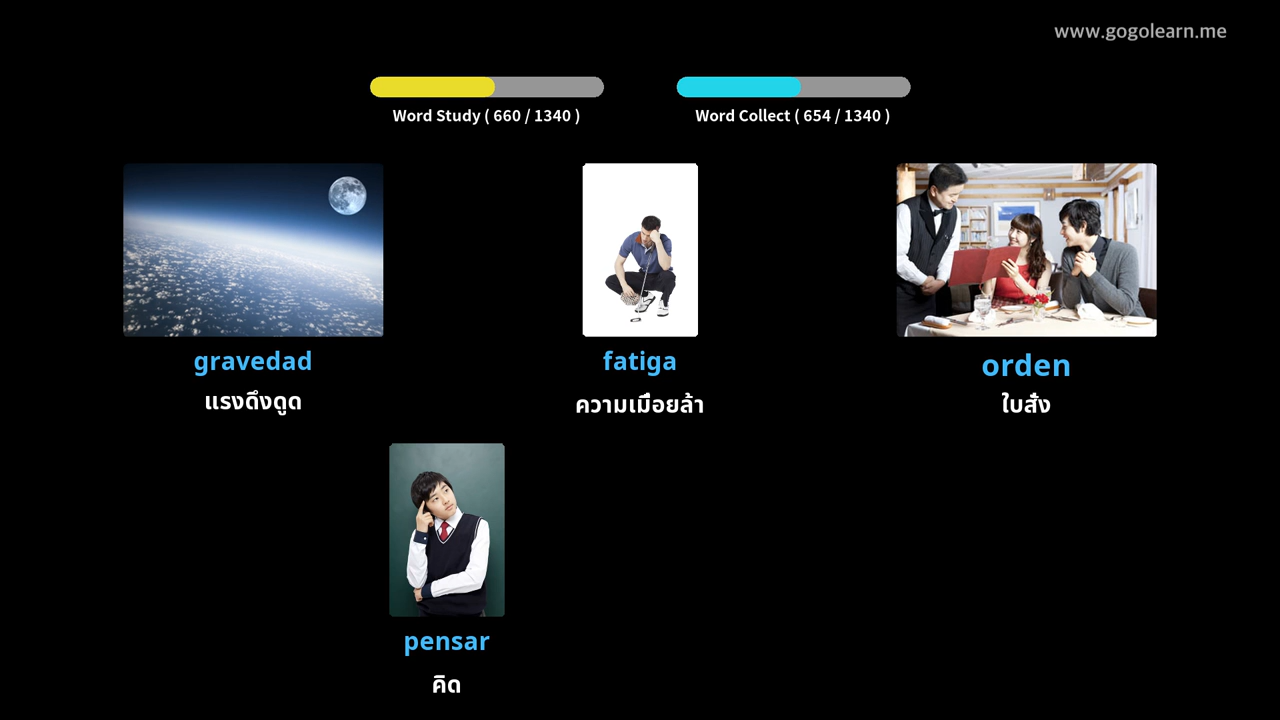 www.gogolearn.me
Word Study ( 660 / 1340 )
Word Collect ( 654 / 1340 )
gravedad
fatiga
orden
แรงดึงดูด
ความเมื่อยล้า
ใบสั่ง
pensar
คิด